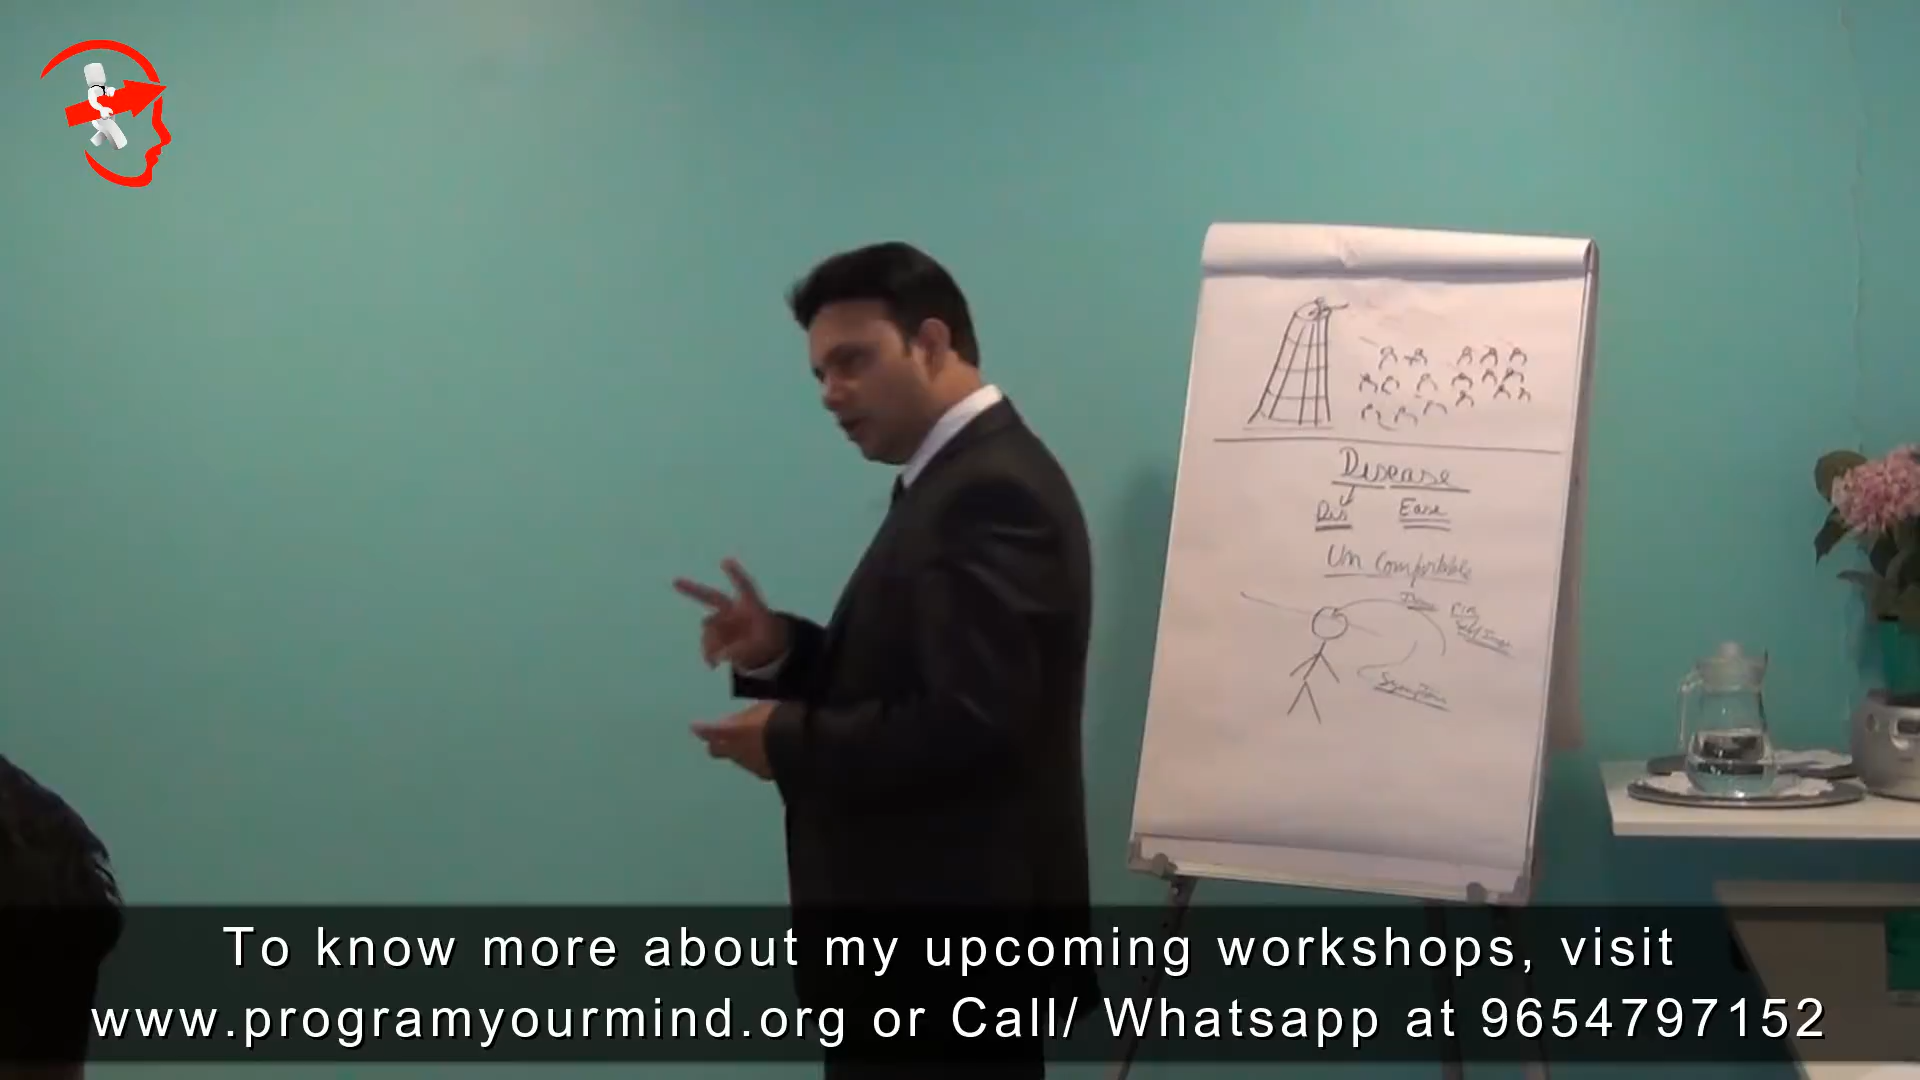 Disease
Dis Ease
Un Comfortable
Symptoms
To know more about my upcoming workshops, visit
www.programyourmind.org or Call/ Whatsapp at 9654797152